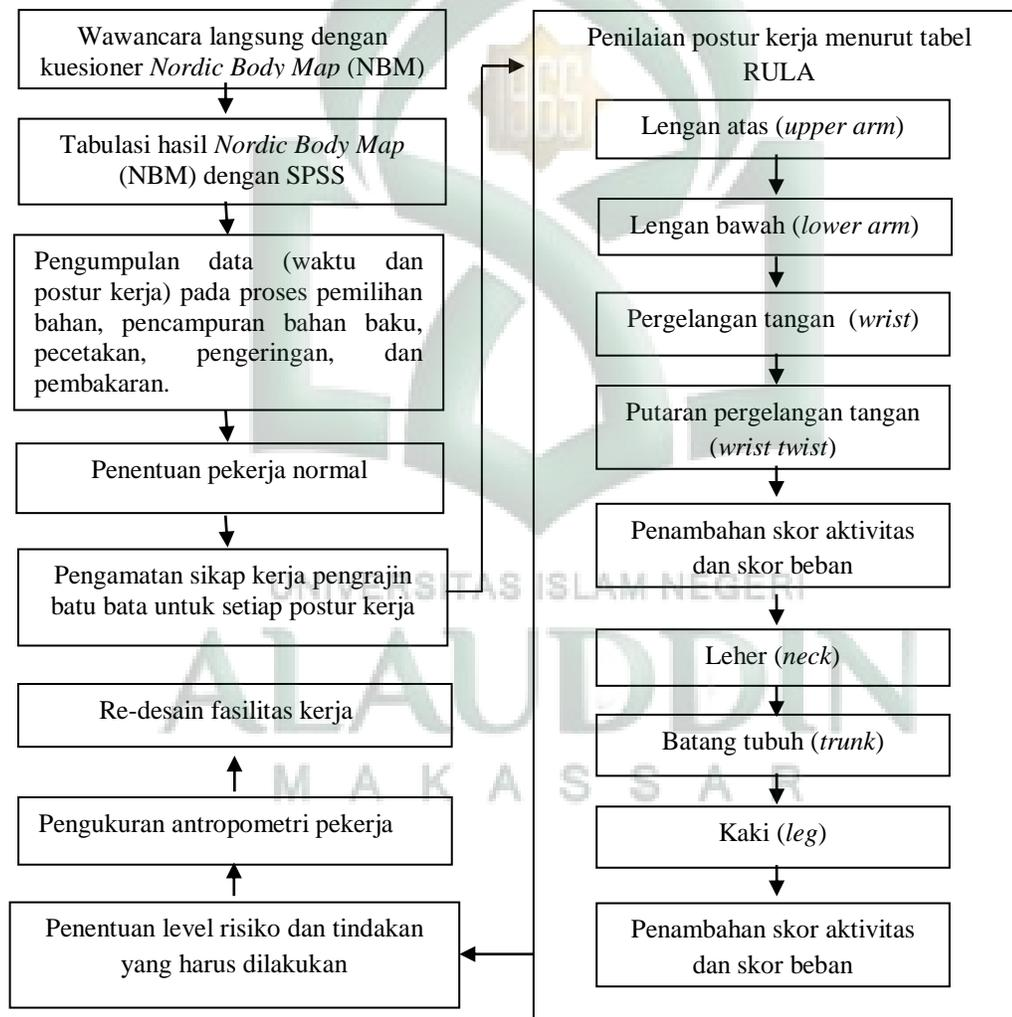 Wawancara langsung dengan
kuesioner Nordic Body Map (NBM)
Tabulasi hasil Nordic Body Map
(NBM) dengan SPSS
Pengumpulan data (waktu dan
postur kerja) pada proses pemilihan
bahan, pencampuran bahan baku,
pecetakan, pengeringan, dan
pembakaran.
Penentuan pekerja normal
Pengamatan sikap kerja pengrajin
batu bata untuk setiap postur kerja
Penilaian postur kerja menurut tabel
RULA
Lengan atas (upper arm)
Lengan bawah (lower arm)
Pergelangan tangan (wrist)
Putaran pergelangan tangan
(wrist twist)
Penambahan skor aktivitas
dan skor beban
Leher (neck)
Batang tubuh (trunk)
Kaki (leg)
Penambahan skor aktivitas
dan skor beban
Penentuan level risiko dan tindakan
yang harus dilakukan
Pengukuran antropometri pekerja
Re-desain fasilitas kerja
1965
UNIVERSITAS ISLAM NEGERI
ALAUDDIN
MAKASSAR